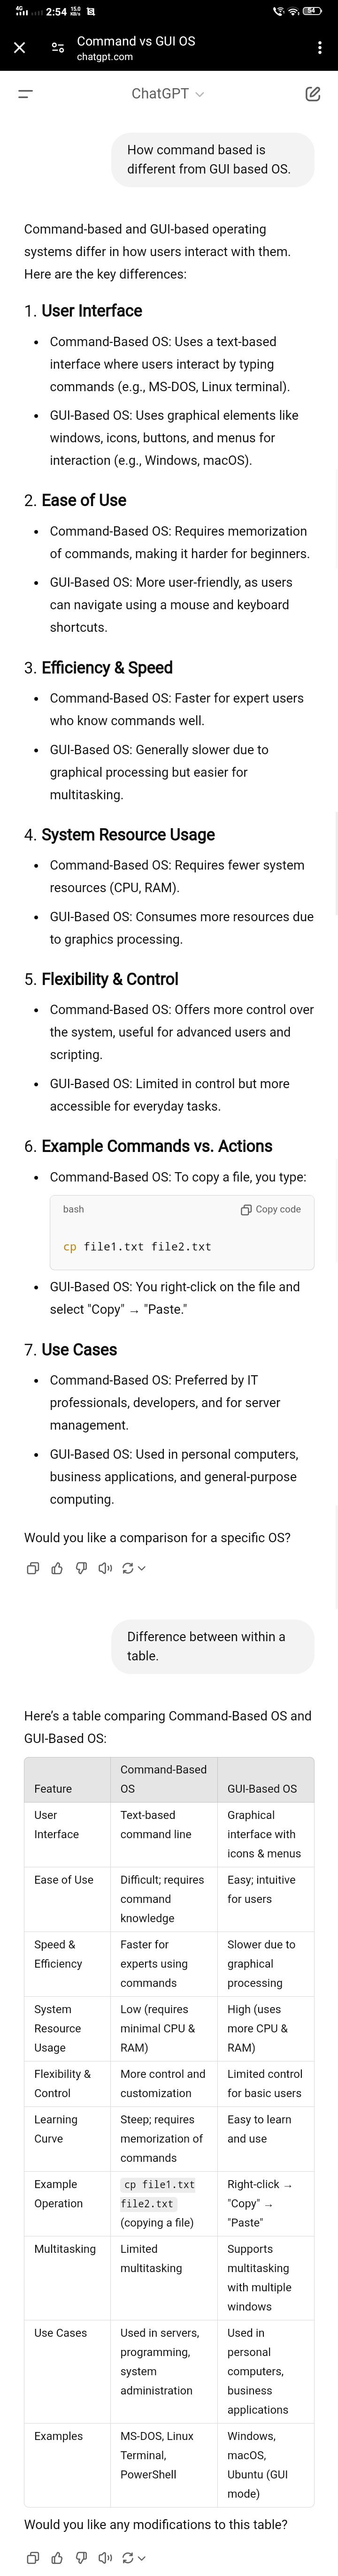 4G 2:54 15.0 KB/s 54
Command vs GUI OS
chatgpt.com
ChatGPT
How command based is
different from GUI based OS.
Command-based and GUI-based operating
systems differ in how users interact with them.
Here are the key differences:
1. User Interface
• Command-Based OS: Uses a text-based
interface where users interact by typing
commands (e.g., MS-DOS, Linux terminal).
• GUI-Based OS: Uses graphical elements like
windows, icons, buttons, and menus for
interaction (e.g., Windows, macOS).
2. Ease of Use
• Command-Based OS: Requires memorization
of commands, making it harder for beginners.
• GUI-Based OS: More user-friendly, as users
can navigate using a mouse and keyboard
shortcuts.
3. Efficiency & Speed
• Command-Based OS: Faster for expert users
who know commands well.
• GUI-Based OS: Generally slower due to
graphical processing but easier for
multitasking.
4. System Resource Usage
• Command-Based OS: Requires fewer system
resources (CPU, RAM).
• GUI-Based OS: Consumes more resources due
to graphics processing.
5. Flexibility & Control
• Command-Based OS: Offers more control over
the system, useful for advanced users and
scripting.
• GUI-Based OS: Limited in control but more
accessible for everyday tasks.
6. Example Commands vs. Actions
• Command-Based OS: To copy a file, you type:
bash Copy code
cp file1.txt file2.txt
• GUI-Based OS: You right-click on the file and
select "Copy" → "Paste."
7. Use Cases
• Command-Based OS: Preferred by IT
professionals, developers, and for server
management.
• GUI-Based OS: Used in personal computers,
business applications, and general-purpose
computing.
Would you like a comparison for a specific OS?
Difference between within a
table.
Here's a table comparing Command-Based OS and
GUI-Based OS:
Command-Based
Feature OS GUI-Based OS
User Text-based Graphical
Interface command line interface with
icons & menus
Ease of Use Difficult; requires Easy; intuitive
command for users
knowledge
Speed & Faster for Slower due to
Efficiency experts using graphical
commands processing
System Low (requires High (uses
Resource minimal CPU & more CPU &
Usage RAM) RAM)
Flexibility & More control and Limited control
Control customization for basic users
Learning Steep; requires Easy to learn
Curve memorization of and use
commands
Example cp file1.txt Right-click →
Operation file2.txt "Copy" →
(copying a file) "Paste"
Multitasking Limited Supports
multitasking multitasking
with multiple
windows
Use Cases Used in servers, Used in
programming, personal
system computers,
administration business
applications
Examples MS-DOS, Linux Windows,
Terminal, macOS,
PowerShell Ubuntu (GUI
mode)
Would you like any modifications to this table?